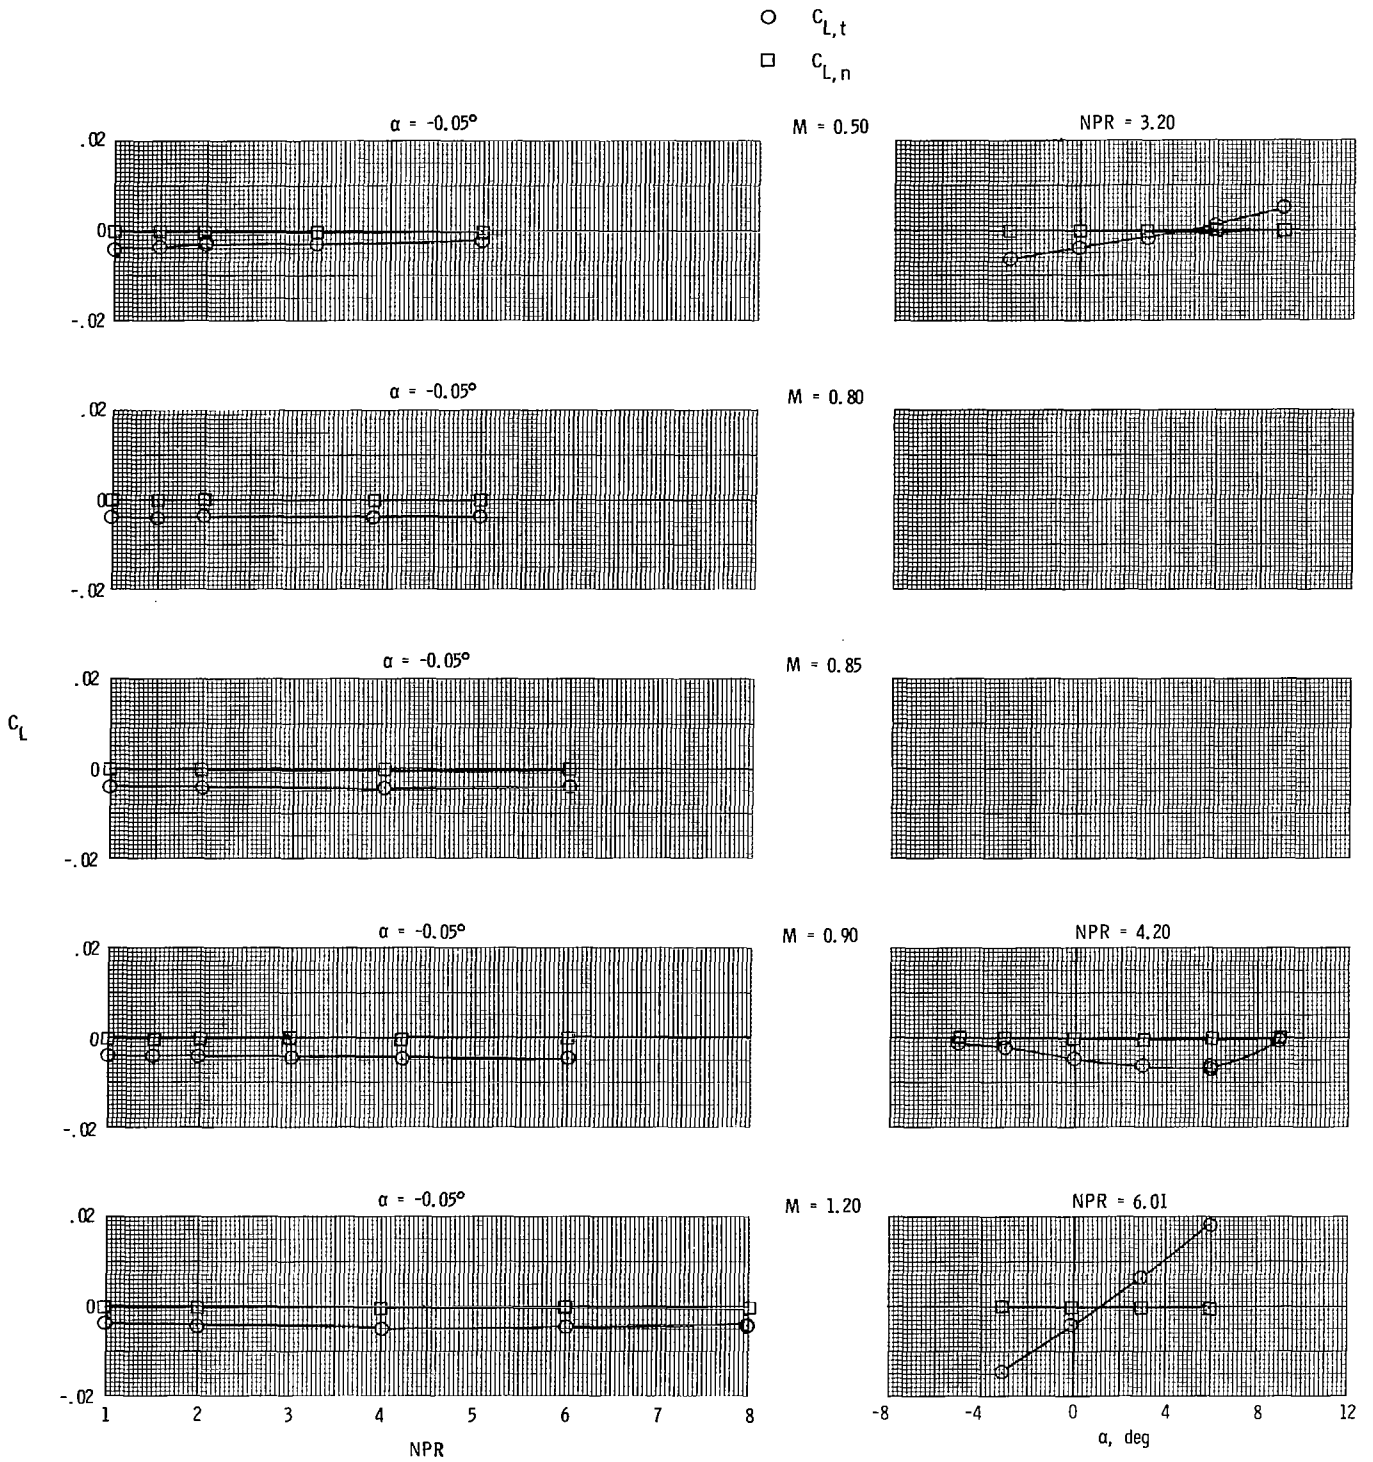 C_L,t
C_L,n
α = -0.05° M = 0.50 NPR = 3.20
.02
0
-.02
α = -0.05° M = 0.80
.02
0
-.02
α = -0.05° M = 0.85
.02
0
-.02
C_L
α = -0.05° M = 0.90 NPR = 4.20
.02
0
-.02
α = -0.05° M = 1.20 NPR = 6.01
.02
0
-.02
1 2 3 4 5 6 7 8
NPR
-8 -4 0 4 8 12
α, deg